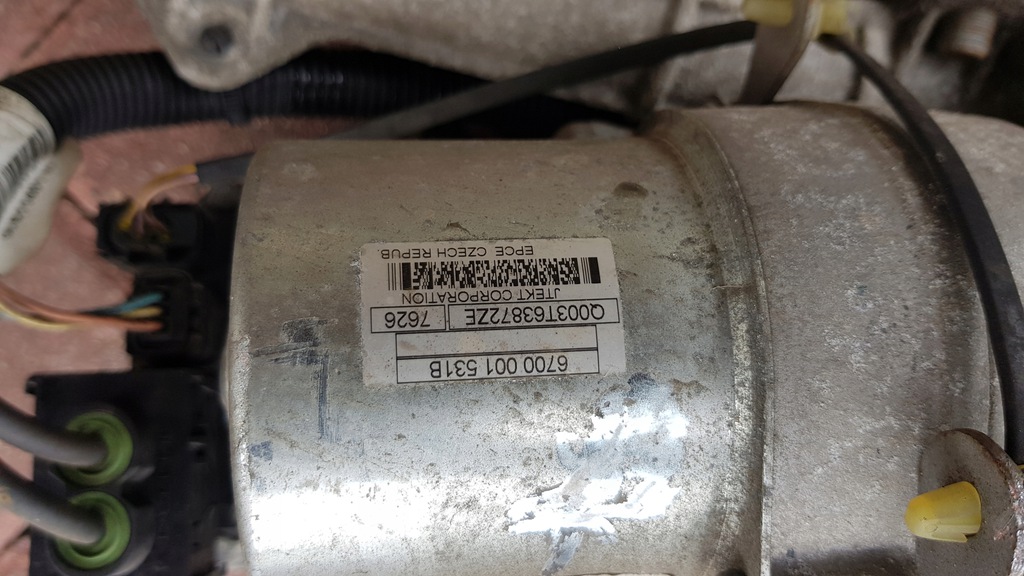 6700 001 531B
Q003T63872ZE 7626
JTEKT CORPORATION
EPCE CZECH REPUB.